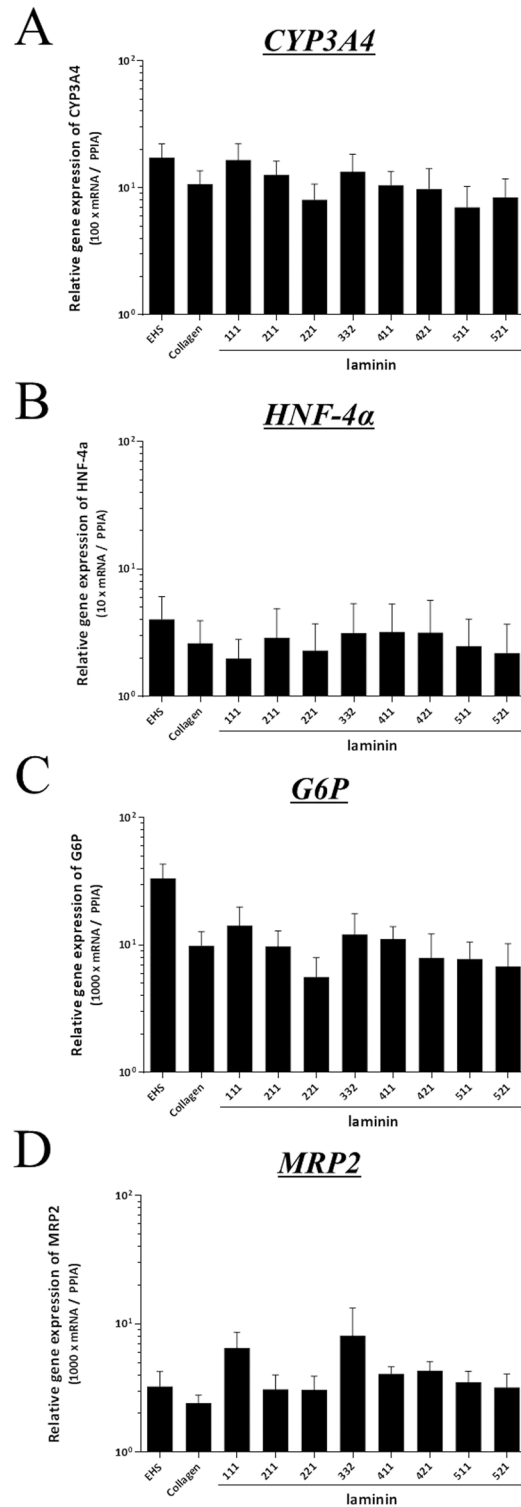 A
CYP3A4
Relative gene expression of CYP3A4
(100 x mRNA / PPIA)
10²
10¹
10⁰
EHS Collagen 111 211 221 332 411 421 511 521
laminin
B
HNF-4α
Relative gene expression of HNF-4a
(10 x mRNA / PPIA)
10²
10¹
10⁰
EHS Collagen 111 211 221 332 411 421 511 521
laminin
C
G6P
Relative gene expression of G6P
(1000 x mRNA / PPIA)
10²
10¹
10⁰
EHS Collagen 111 211 221 332 411 421 511 521
laminin
D
MRP2
Relative gene expression of MRP2
(1000 x mRNA / PPIA)
10²
10¹
10⁰
EHS Collagen 111 211 221 332 411 421 511 521
laminin